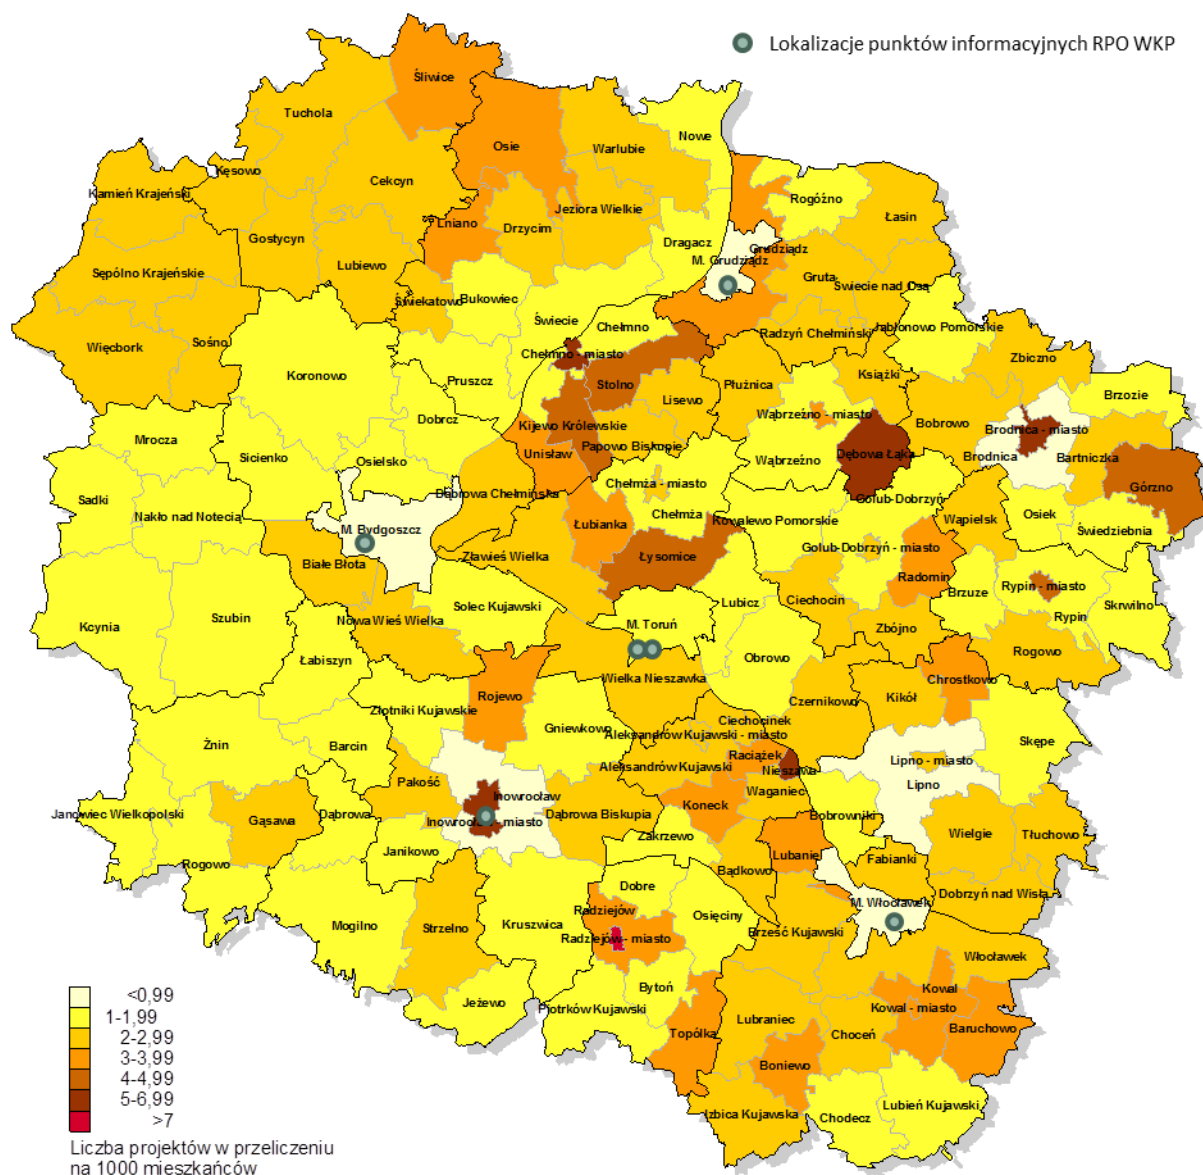 Lokalizacje punktów informacyjnych RPO WKP
Śliwice
Tuchola
Nowe
Osie
Warlubie
Kęsowo
Cekcyn
Kamień Krajeński
Rogóźno
Jeziora Wielkie
Łasin
Lniano
Drzycim
Gostycyn
Dragacz
Grudziądz
M. Grudziądz
Lubiewo
Sępólno Krajeńskie
Gruta
Świecie nad Osą
Świekatowo
Bukowiec
Świecie
Chełmno
Radzyń Chełmiński
Jabłonowo Pomorskie
Więcbork
Sośno
Chełmno - miasto
Zbiczno
Koronowo
Pruszcz
Stolno
Płużnica
Książki
Lisewo
Brzozie
Dobrcz
Wąbrzeźno - miasto
Bobrowo
Brodnica - miasto
Mrocza
Kijewo Królewskie
Papowo Biskupie
Unisław
Dębowa Łąka
Brodnica
Bartniczka
Sicienko
Osielsko
Wąbrzeźno
Górzno
Chełmża - miasto
Sadki
Dąbrowa Chełmińska
Golub-Dobrzyń
Nakło nad Notecią
Chełmża
Kowalewo Pomorskie
Wąpielsk
Osiek
Świedziebnia
M. Bydgoszcz
Łubianka
Golub-Dobrzyń - miasto
Zławieś Wielka
Łysomice
Białe Błota
Radomin
Rypin - miasto
Brzuze
Solec Kujawski
Lubicz
Ciechocin
Skrwilno
Kcynia
Szubin
Nowa Wieś Wielka
M. Toruń
Zbójno
Rypin
Łabiszyn
Obrowo
Rogowo
Wielka Nieszawka
Chrostkowo
Rojewo
Czernikowo
Kikół
Złotniki Kujawskie
Gniewkowo
Ciechocinek
Aleksandrów Kujawski - miasto
Skępe
Żnin
Barcin
Raciążek
Lipno - miasto
Aleksandrów Kujawski
Nieszawa
Pakość
Lipno
Inowrocław
Waganiec
Koneck
Janowiec Wielkopolski
Dąbrowa
Dąbrowa Biskupia
Bobrowniki
Gąsawa
Inowrocław - miasto
Zakrzewo
Wielgie
Tłuchowo
Janikowo
Lubanie
Fabianki
Rogowo
Bądkowo
Dobre
Dobrzyń nad Wisłą
M. Włocławek
Radziejów
Osięciny
Mogilno
Strzelno
Kruszwica
Brześć Kujawski
Radziejów - miasto
Włocławek
Kowal
Bytoń
Jeżewo
Piotrków Kujawski
Kowal - miasto
Lubraniec
Baruchowo
Topólka
Choceń
Boniewo
Lubień Kujawski
Izbica Kujawska
Chodecz
<0,99
1-1,99
2-2,99
3-3,99
4-4,99
5-6,99
>7
Liczba projektów w przeliczeniu
na 1000 mieszkańców